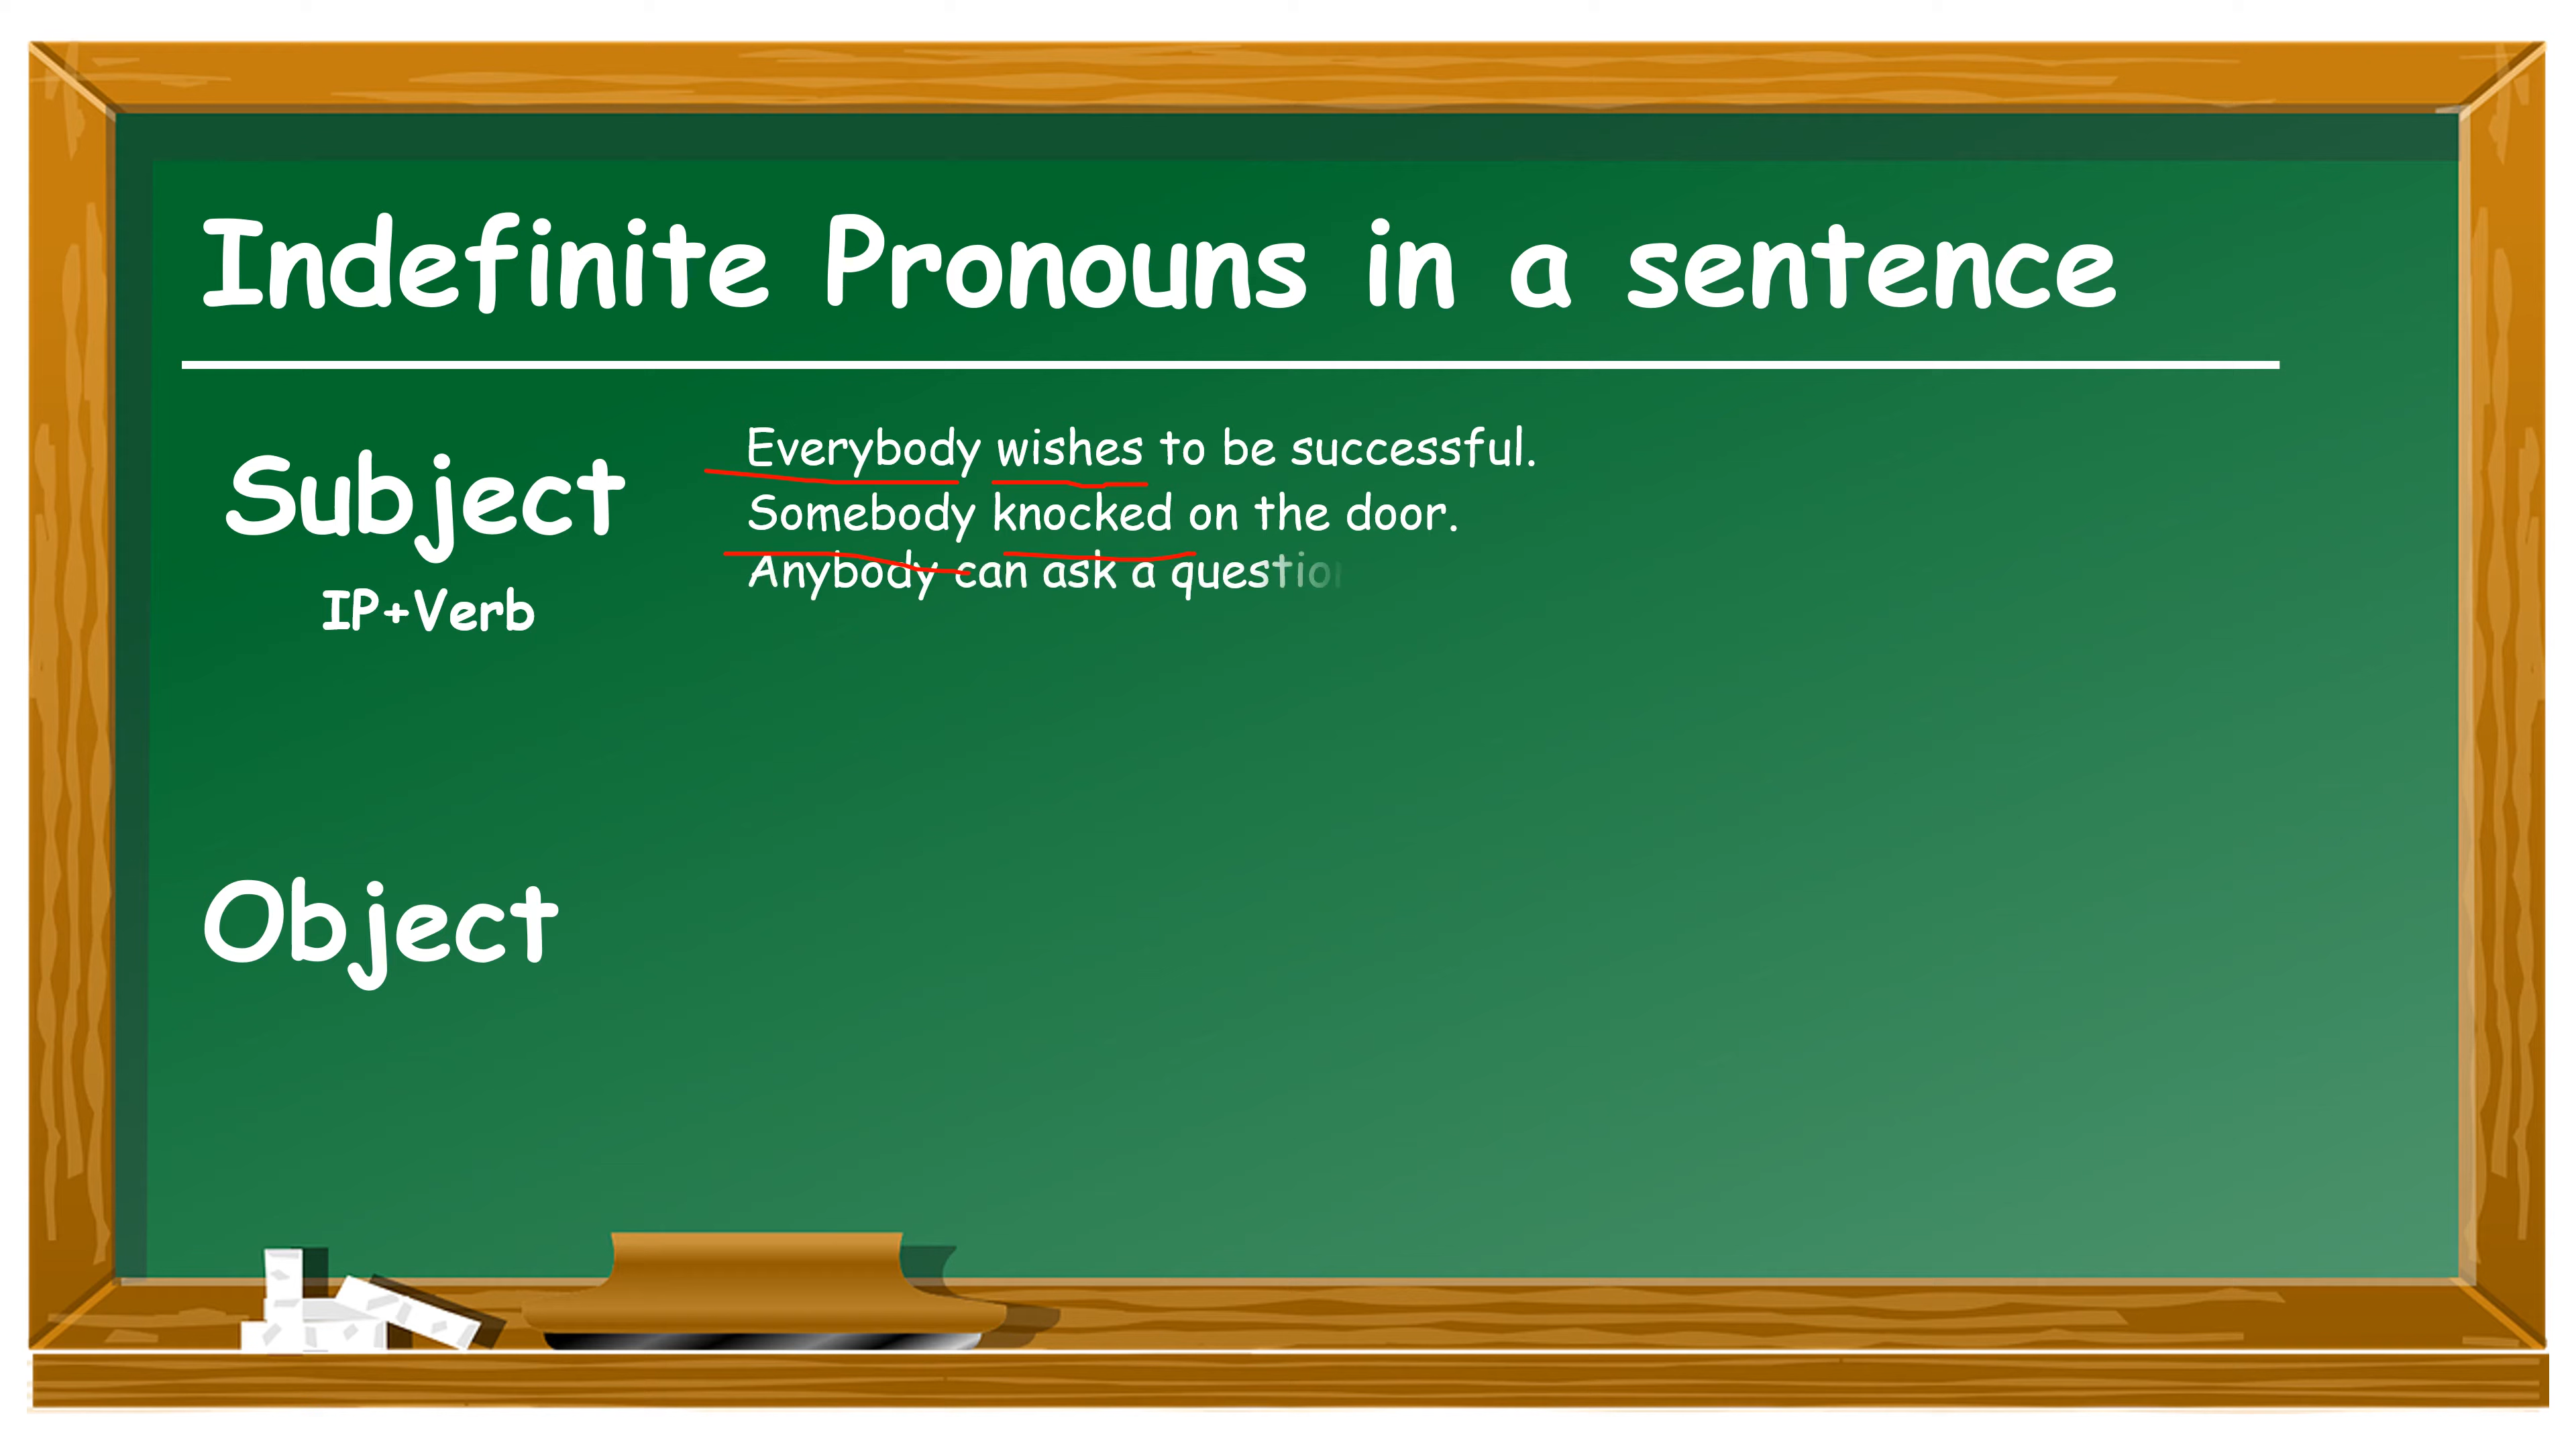 Indefinite Pronouns in a sentence
Subject
IP+Verb
Everybody wishes to be successful.
Somebody knocked on the door.
Anybody can ask a question
Object